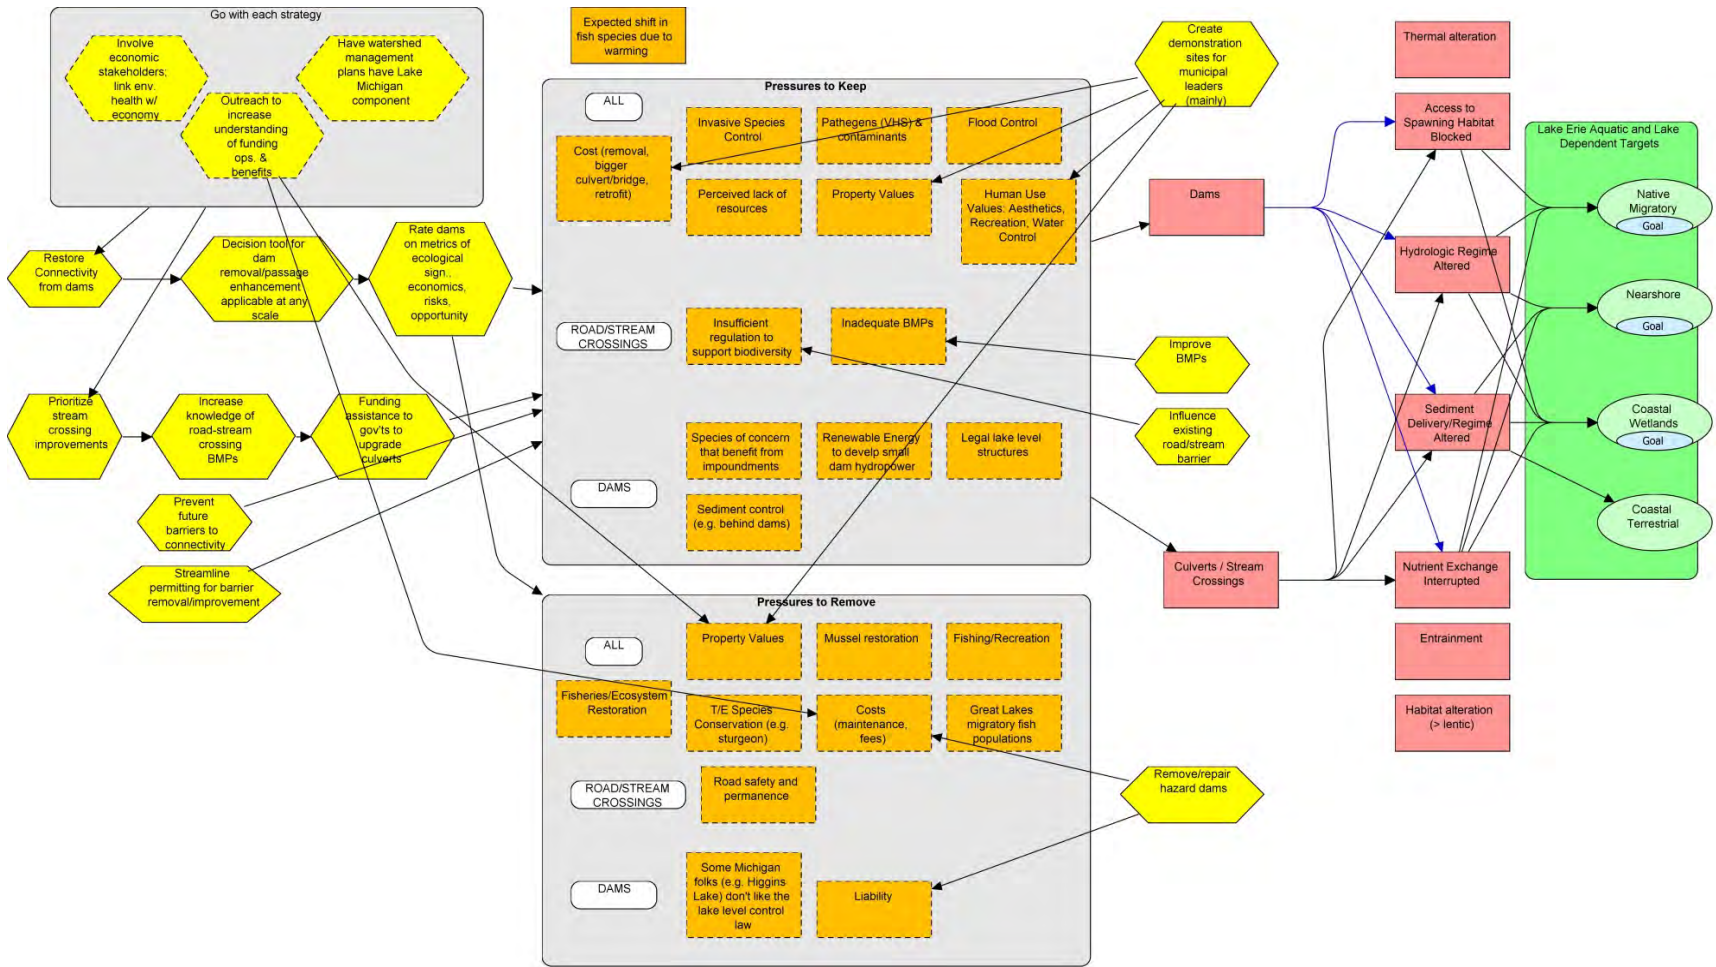 Go with each strategy
Involve
economic
stakeholders;
link env.
health w/
economy
Have watershed
management
plans have Lake
Michigan
component
Outreach to
increase
understanding
of funding
ops. &
benefits
Restore
Connectivity
from dams
Decision tool for
dam
removal/passage
enhancement
applicable at any
scale
Rate dams
on metrics of
ecological
sign.,
economics,
risks,
opportunity
Prioritize
stream
crossing
improvements
Increase
knowledge of
road-stream
crossing
BMPs
Funding
assistance to
gov'ts to
upgrade
culverts
Prevent
future
barriers to
connectivity
Streamline
permitting for barrier
removal/improvement
Expected shift in
fish species due to
warming
Pressures to Keep
ALL
Invasive Species
Control
Pathegens (VHS) &
contaminants
Flood Control
Cost (removal,
bigger
culvert/bridge,
retrofit)
Perceived lack of
resources
Property Values
Human Use
Values: Aesthetics,
Recreation, Water
Control
ROAD/STREAM
CROSSINGS
Insufficient
regulation to
support biodiversity
Inadequate BMPs
Species of concern
that benefit from
impoundments
Renewable Energy
to develp small
dam hydropower
Legal lake level
structures
DAMS
Sediment control
(e.g. behind dams)
Pressures to Remove
ALL
Property Values
Mussel restoration
Fishing/Recreation
Fisheries/Ecosystem
Restoration
T/E Species
Conservation (e.g.
sturgeon)
Costs
(maintenance,
fees)
Great Lakes
migratory fish
populations
ROAD/STREAM
CROSSINGS
Road safety and
permanence
DAMS
Some Michigan
folks (e.g. Higgins
Lake) don't like the
lake level control
law
Liability
Create
demonstration
sites for
municipal
leaders
(mainly)
Improve
BMPs
Influence
existing
road/stream
barrier
Remove/repair
hazard dams
Dams
Culverts / Stream
Crossings
Thermal alteration
Access to
Spawning Habitat
Blocked
Hydrologic Regime
Altered
Sediment
Delivery/Regime
Altered
Nutrient Exchange
Interrupted
Entrainment
Habitat alteration
(> lentic)
Lake Erie Aquatic and Lake
Dependent Targets
Native
Migratory
Goal
Nearshore
Goal
Coastal
Wetlands
Goal
Coastal
Terrestrial